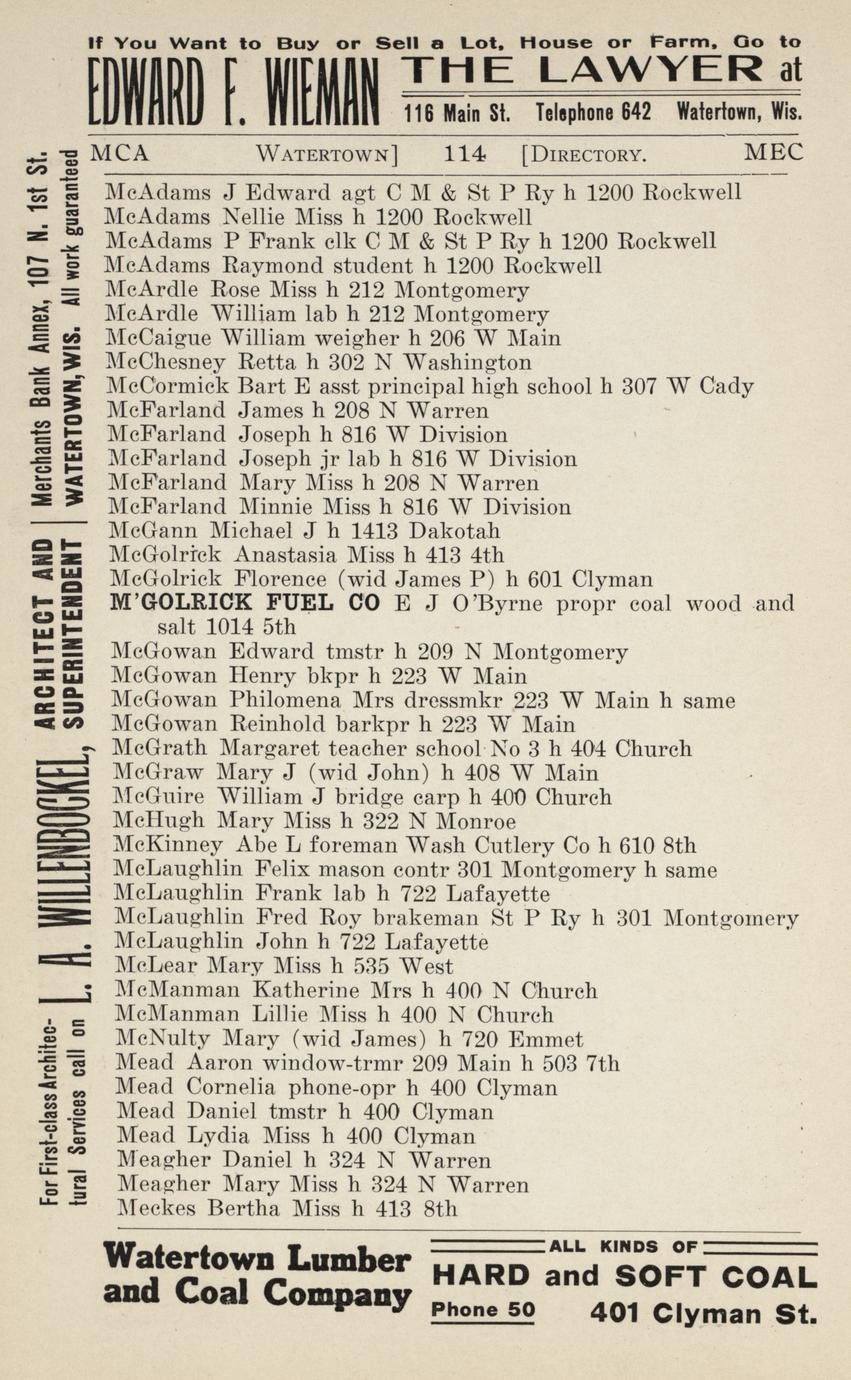 If You Want to Buy or Sell a Lot, House or Farm, Go to
EDWARD F. WIEMAN THE LAWYER at
116 Main St. Telephone 642 Watertown, Wis.
MCA WATERTOWN] 114 [DIRECTORY. MEC
McAdams J Edward agt C M & St P Ry h 1200 Rockwell
McAdams Nellie Miss h 1200 Rockwell
McAdams P Frank clk C M & St P Ry h 1200 Rockwell
McAdams Raymond student h 1200 Rockwell
McArdle Rose Miss h 212 Montgomery
McArdle William lab h 212 Montgomery
McCaigue William weigher h 206 W Main
McChesney Retta h 302 N Washington
McCormick Bart E asst principal high school h 307 W Cady
McFarland James h 208 N Warren
McFarland Joseph h 816 W Division
McFarland Joseph jr lab h 816 W Division
McFarland Mary Miss h 208 N Warren
McFarland Minnie Miss h 816 W Division
McGann Michael J h 1413 Dakotah
McGolrick Anastasia Miss h 413 4th
McGolrick Florence (wid James P) h 601 Clyman
M'GOLRICK FUEL CO E J O'Byrne propr coal wood and
salt 1014 5th
McGowan Edward tmstr h 209 N Montgomery
McGowan Henry bkpr h 223 W Main
McGowan Philomena Mrs dressmkr 223 W Main h same
McGowan Reinhold barkpr h 223 W Main
McGrath Margaret teacher school No 3 h 404 Church
McGraw Mary J (wid John) h 408 W Main
McGuire William J bridge carp h 400 Church
McHugh Mary Miss h 322 N Monroe
McKinney Abe L foreman Wash Cutlery Co h 610 8th
McLaughlin Felix mason contr 301 Montgomery h same
McLaughlin Frank lab h 722 Lafayette
McLaughlin Fred Roy brakeman St P Ry h 301 Montgomery
McLaughlin John h 722 Lafayette
McLear Mary Miss h 535 West
McManman Katherine Mrs h 400 N Church
McManman Lillie Miss h 400 N Church
McNulty Mary (wid James) h 720 Emmet
Mead Aaron window-trmr 209 Main h 503 7th
Mead Cornelia phone-opr h 400 Clyman
Mead Daniel tmstr h 400 Clyman
Mead Lydia Miss h 400 Clyman
Meagher Daniel h 324 N Warren
Meagher Mary Miss h 324 N Warren
Meckes Bertha Miss h 413 8th
For First-class Architec-
tural Services call on
L. A. WILLENBOCKEL,
ARCHITECT AND
SUPERINTENDENT
Merchants Bank Annex, 107 N. 1st St.
WATERTOWN, WIS. All work guaranteed
Watertown Lumber
and Coal Company
ALL KINDS OF
HARD and SOFT COAL
Phone 50 401 Clyman St.